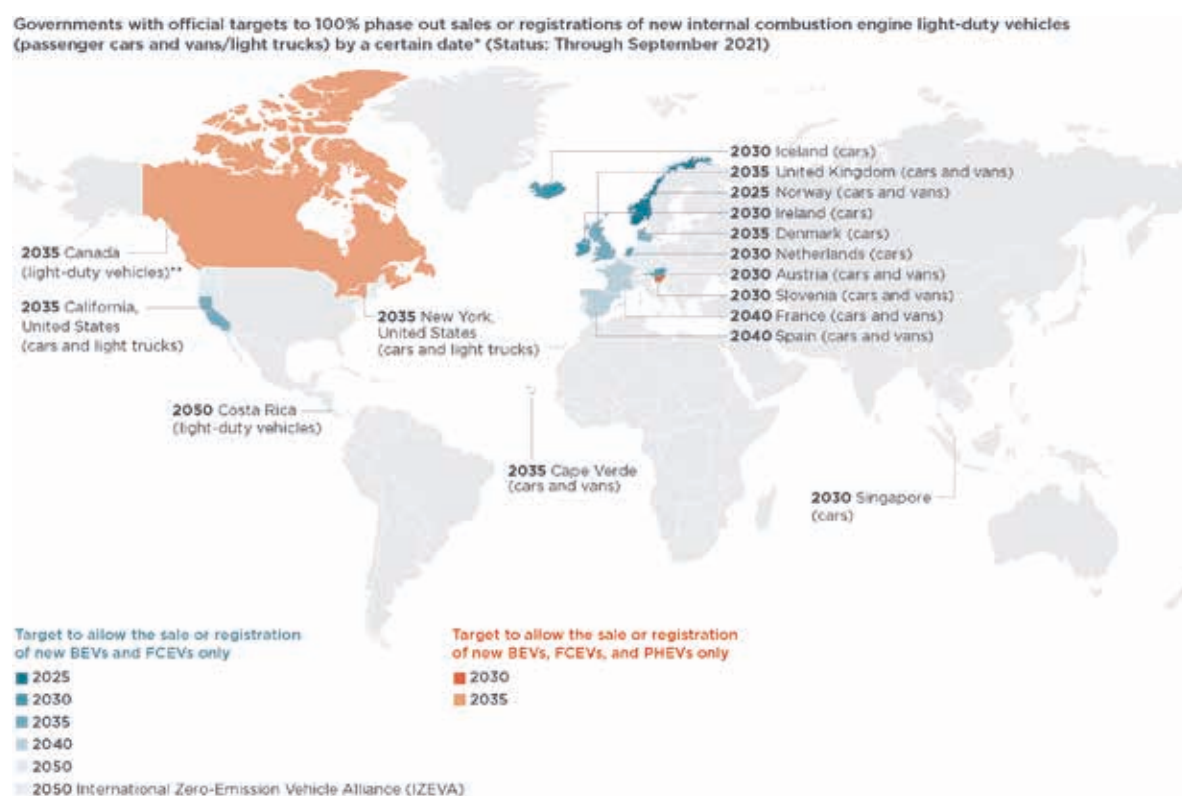 Governments with official targets to 100% phase out sales or registrations of new internal combustion engine light-duty vehicles
(passenger cars and vans/light trucks) by a certain date* (Status: Through September 2021)
2030 Iceland (cars)
2035 United Kingdom (cars and vans)
2025 Norway (cars and vans)
2030 Ireland (cars)
2035 Denmark (cars)
2030 Netherlands (cars)
2030 Austria (cars and vans)
2030 Slovenia (cars and vans)
2040 France (cars and vans)
2040 Spain (cars and vans)
2035 Canada
(light-duty vehicles)**
2035 California,
United States
(cars and light trucks)
2035 New York,
United States
(cars and light trucks)
2050 Costa Rica
(light-duty vehicles)
2035 Cape Verde
(cars and vans)
2030 Singapore
(cars)
Target to allow the sale or registration
of new BEVs and FCEVs only
2025
2030
2035
2040
2050
2050 International Zero-Emission Vehicle Alliance (IZEVA)
Target to allow the sale or registration
of new BEVs, FCEVs, and PHEVs only
2030
2035